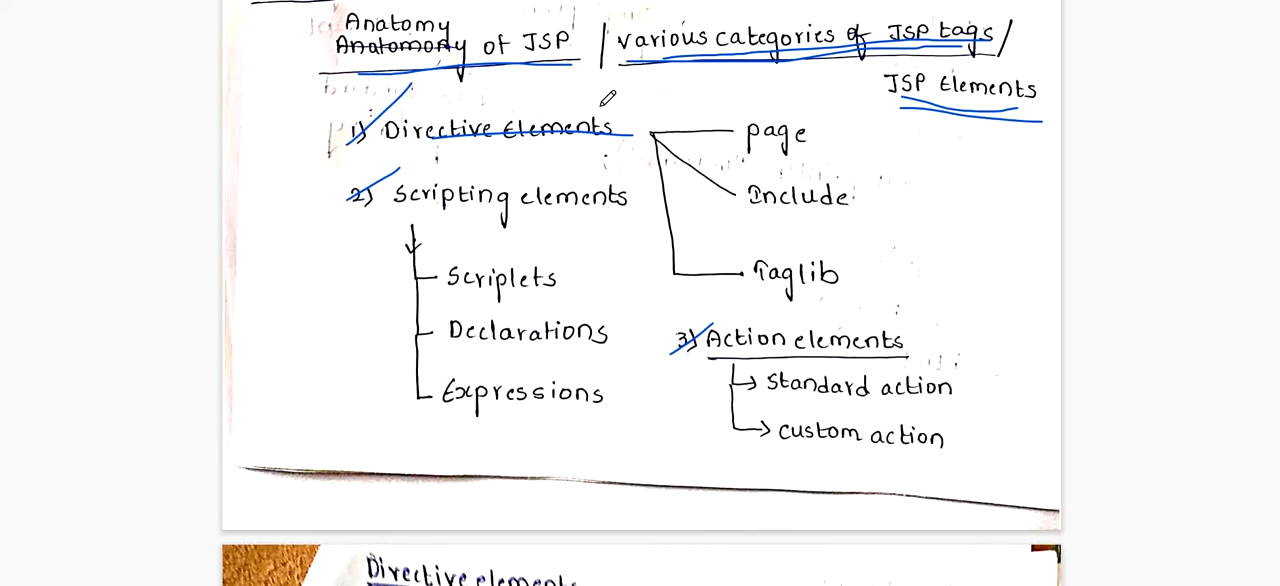 Anatomy
Anatomody of JSP / various categories of JSP tags /
JSP Elements
1) Directive Elements
page
2) Scripting elements
Include
Scriplets
Taglib
Declarations
3) Action elements
Expressions
standard action
custom action
Directive elements